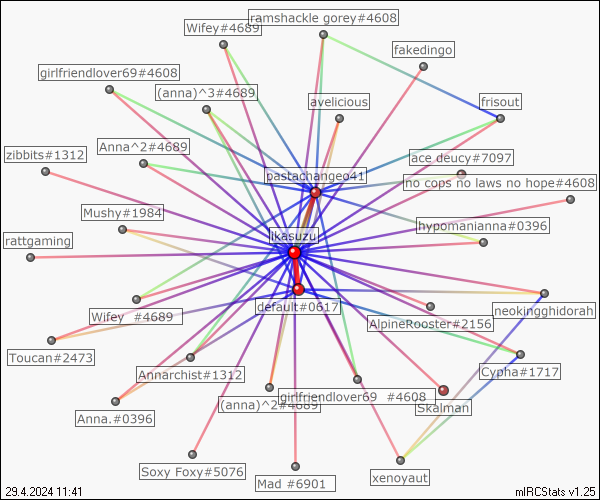 ramshackle gorey#4608
Wifey#4689
fakedingo
girlfriendlover69#4608
(anna)^3#4689
avelicious
frisout
Anna^2#4689
zibbits#1312
ace deucy#7097
pastachangeo41
no cops no laws no hope#4608
Mushy#1984
hypomanianna#0396
rattgaming
ikasuzu
default#0617
neokingghidorah
Wifey  #4689
AlpineRooster#2156
Toucan#2473
Annarchist#1312
Cypha#1717
girlfriendlover69  #4608
(anna)^2#4689
Skalman
Anna.#0396
Soxy Foxy#5076
Mad #6901
xenoyaut
29.4.2024 11:41
mIRCStats v1.25